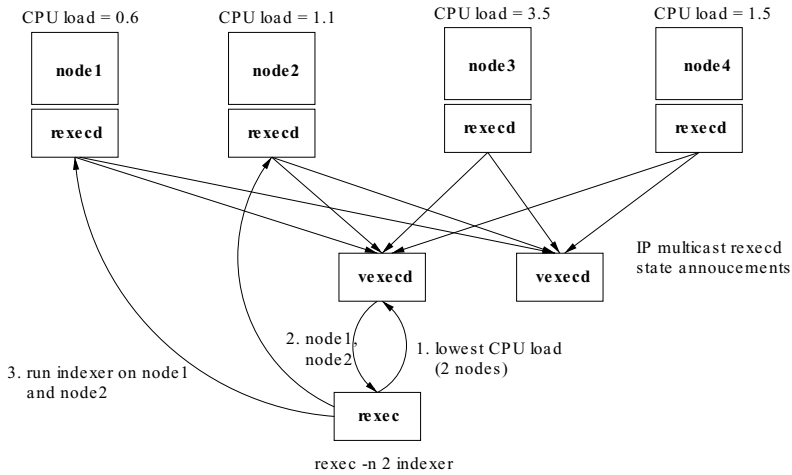 CPU load = 0.6
CPU load = 1.1
CPU load = 3.5
CPU load = 1.5
node1
node2
node3
node4
rexecd
rexecd
rexecd
rexecd
IP multicast rexecd
state annoucements
vexecd
vexecd
2. node1,
node2
1. lowest CPU load
(2 nodes)
3. run indexer on node1
and node2
rexec
rexec -n 2 indexer